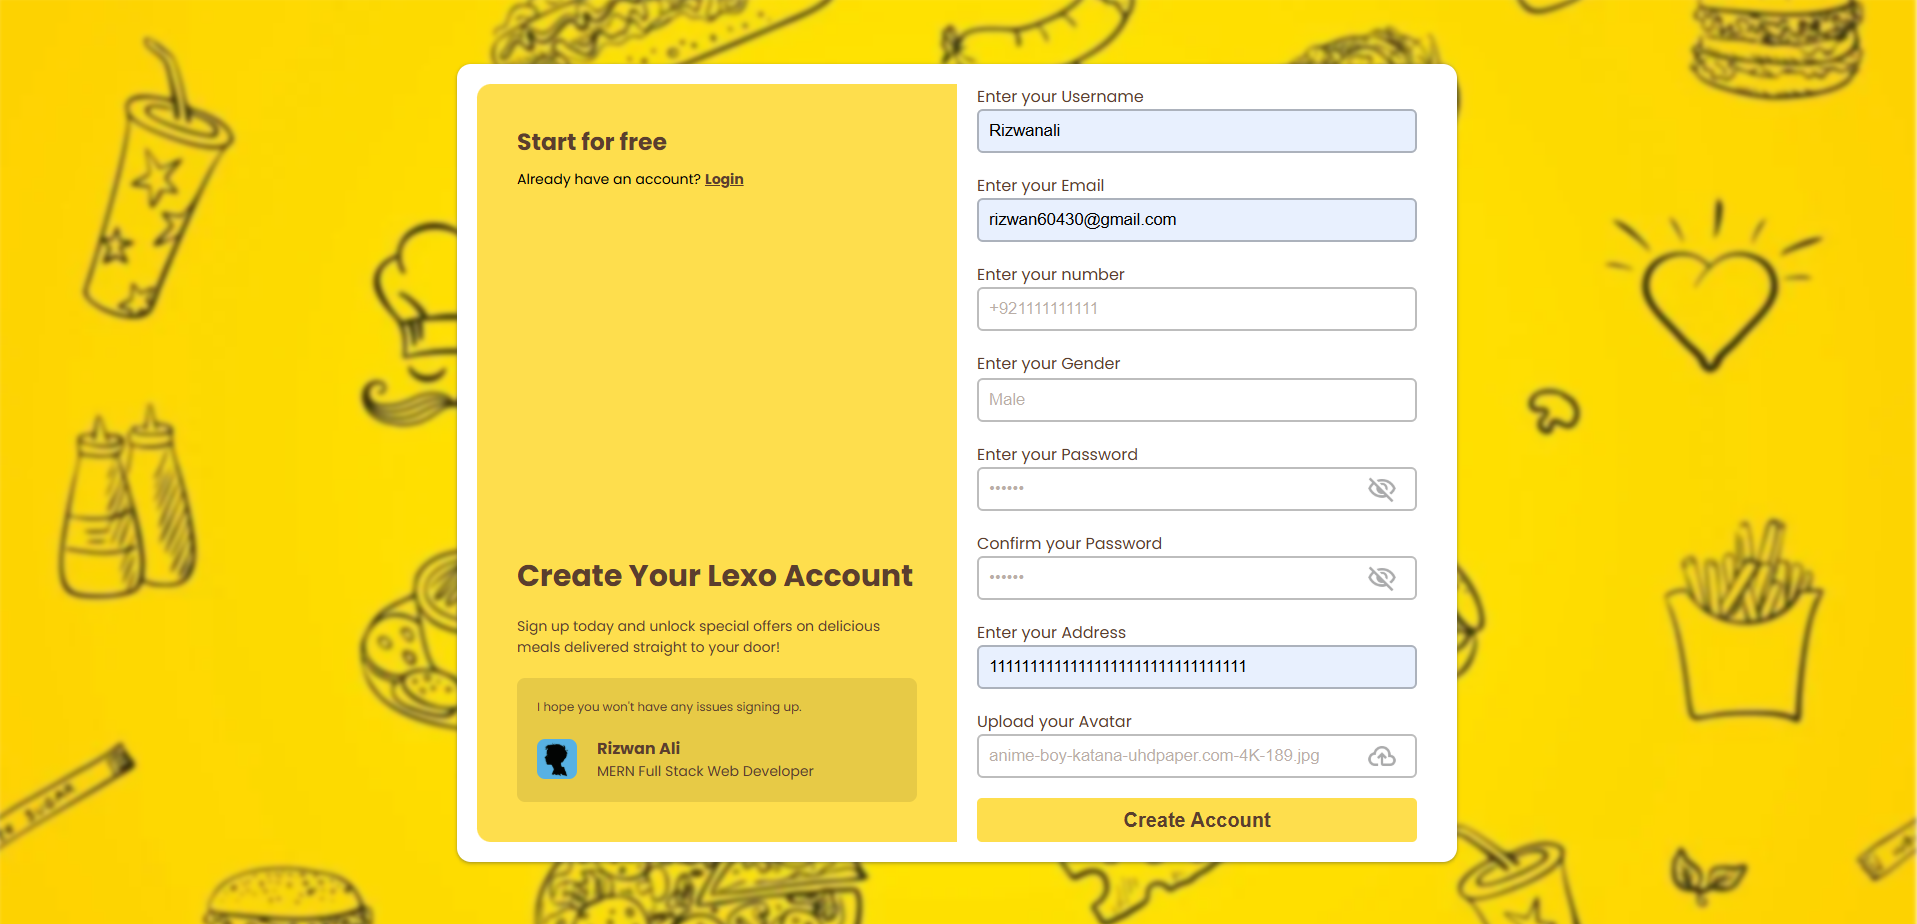 Start for free
Already have an account? Login
Create Your Lexo Account
Sign up today and unlock special offers on delicious
meals delivered straight to your door!
I hope you won't have any issues signing up.
Rizwan Ali
MERN Full Stack Web Developer
Enter your Username
Rizwanali
Enter your Email
rizwan60430@gmail.com
Enter your number
+921111111111
Enter your Gender
Male
Enter your Password
••••••
Confirm your Password
••••••
Enter your Address
11111111111111111111111111111111
Upload your Avatar
anime-boy-katana-uhdpaper.com-4K-189.jpg
Create Account